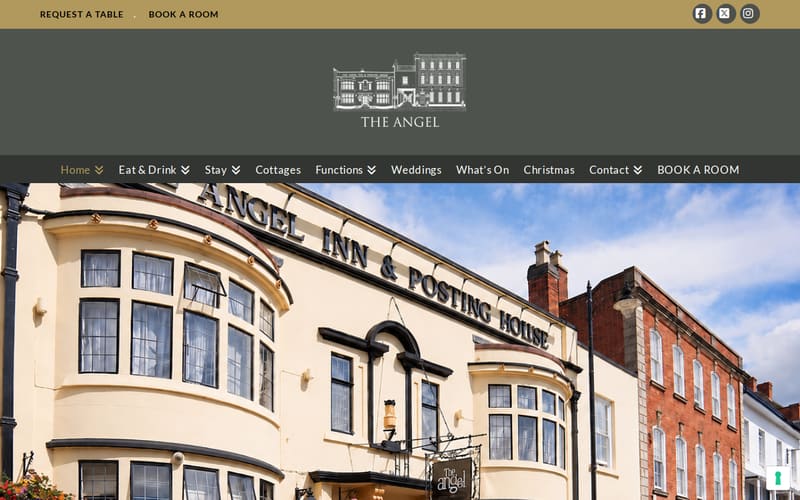 REQUEST A TABLE . BOOK A ROOM
THE ANGEL
Home Eat & Drink Stay Cottages Functions Weddings What's On Christmas Contact BOOK A ROOM
ANGEL INN & POSTING HOUSE
The angel